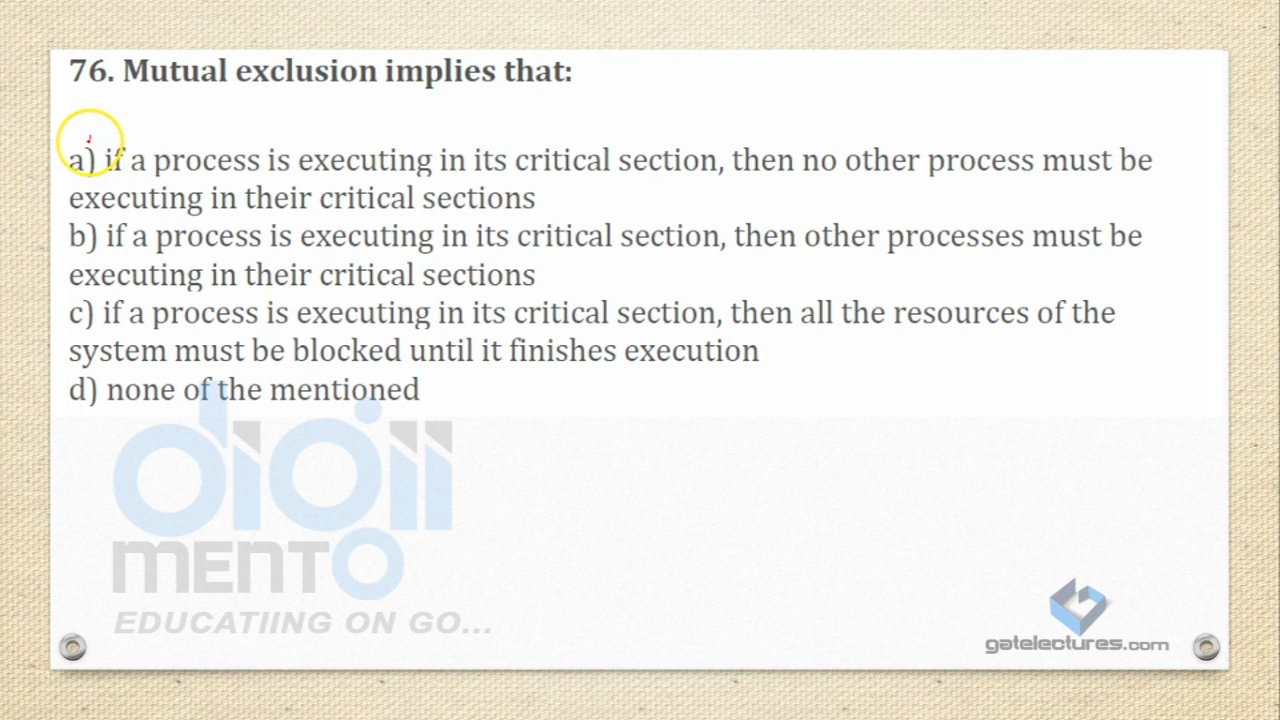 76. Mutual exclusion implies that:
a) if a process is executing in its critical section, then no other process must be
executing in their critical sections
b) if a process is executing in its critical section, then other processes must be
executing in their critical sections
c) if a process is executing in its critical section, then all the resources of the
system must be blocked until it finishes execution
d) none of the mentioned
digii
MENTO
EDUCATIING ON GO...
gatelectures.com